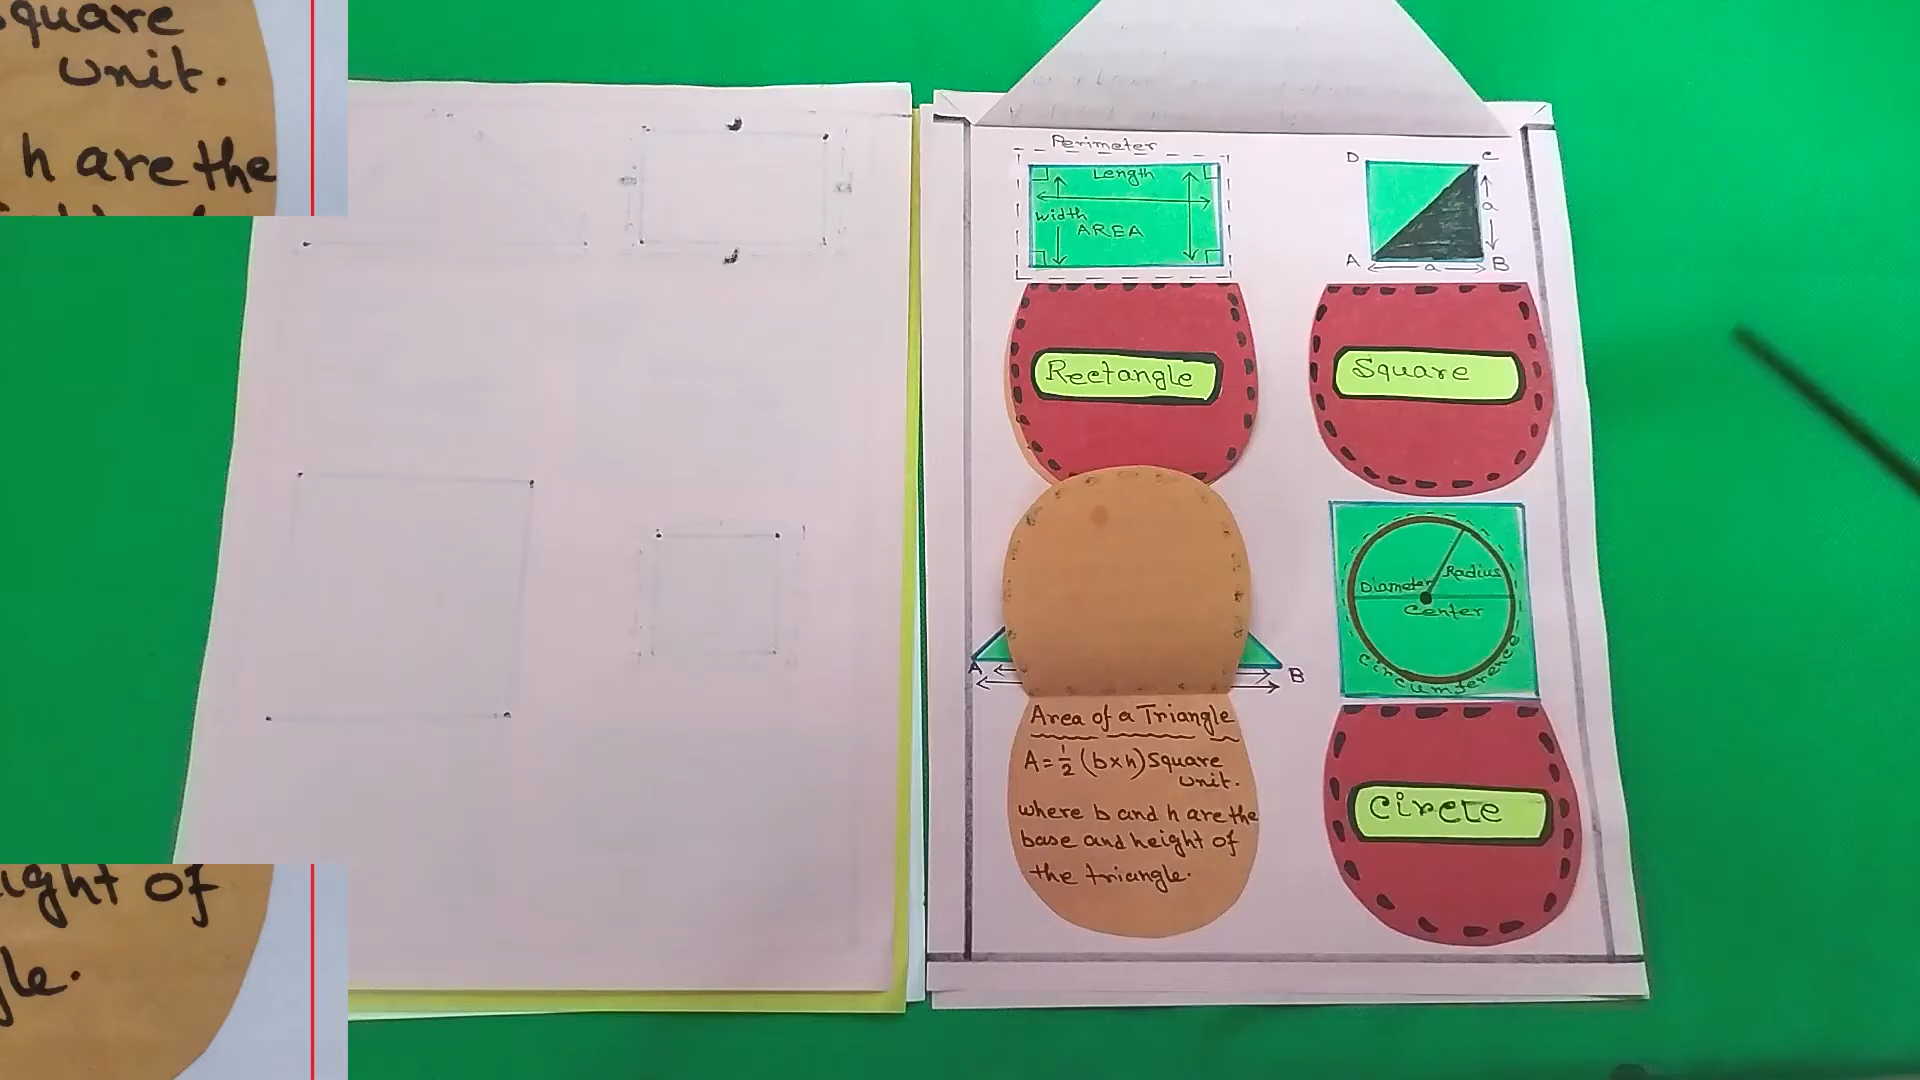 square
unit.
h are the
ight of
le.
Perimeter
Length
width
AREA
D
C
a
A
a
B
Rectangle
Square
Diameter
Radius
Center
circumference
A
B
Area of a Triangle
A=½ (b×h) Square
unit.
where b and h are the
base and height of
the triangle.
Circle